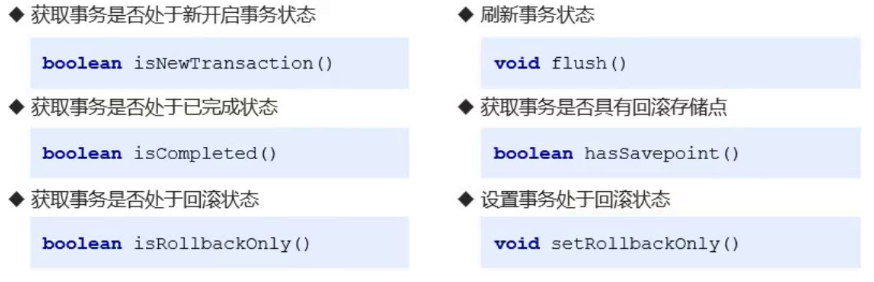 ◆ 获取事务是否处于新开启事务状态
boolean isNewTransaction()
◆ 获取事务是否处于已完成状态
boolean isCompleted()
◆ 获取事务是否处于回滚状态
boolean isRollbackOnly()
◆ 刷新事务状态
void flush()
◆ 获取事务是否具有回滚存储点
boolean hasSavepoint()
◆ 设置事务处于回滚状态
void setRollbackOnly()